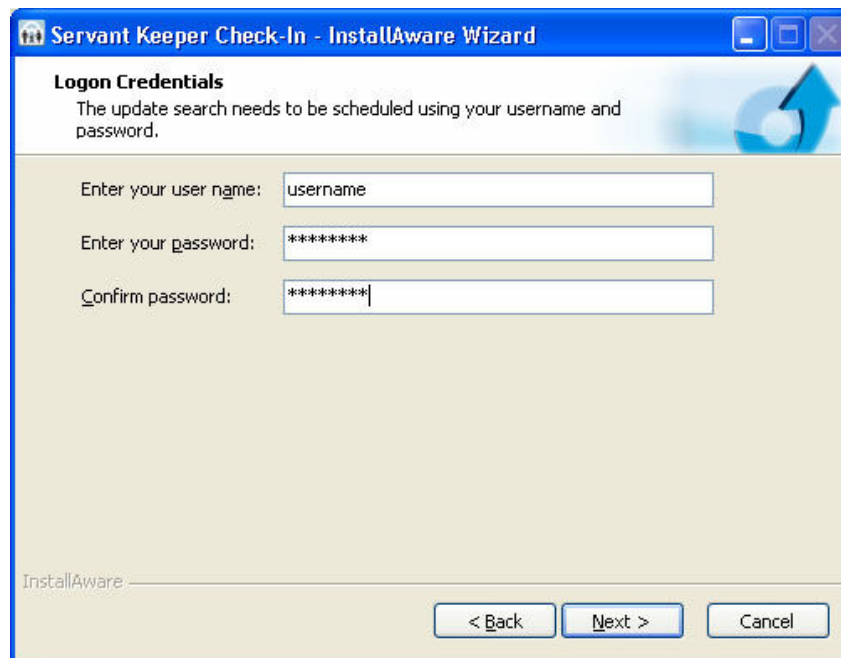 Servant Keeper Check-In - InstallAware Wizard
Logon Credentials
The update search needs to be scheduled using your username and
password.
Enter your user name: username
Enter your password: ********
Confirm password: ********
InstallAware
< Back Next > Cancel